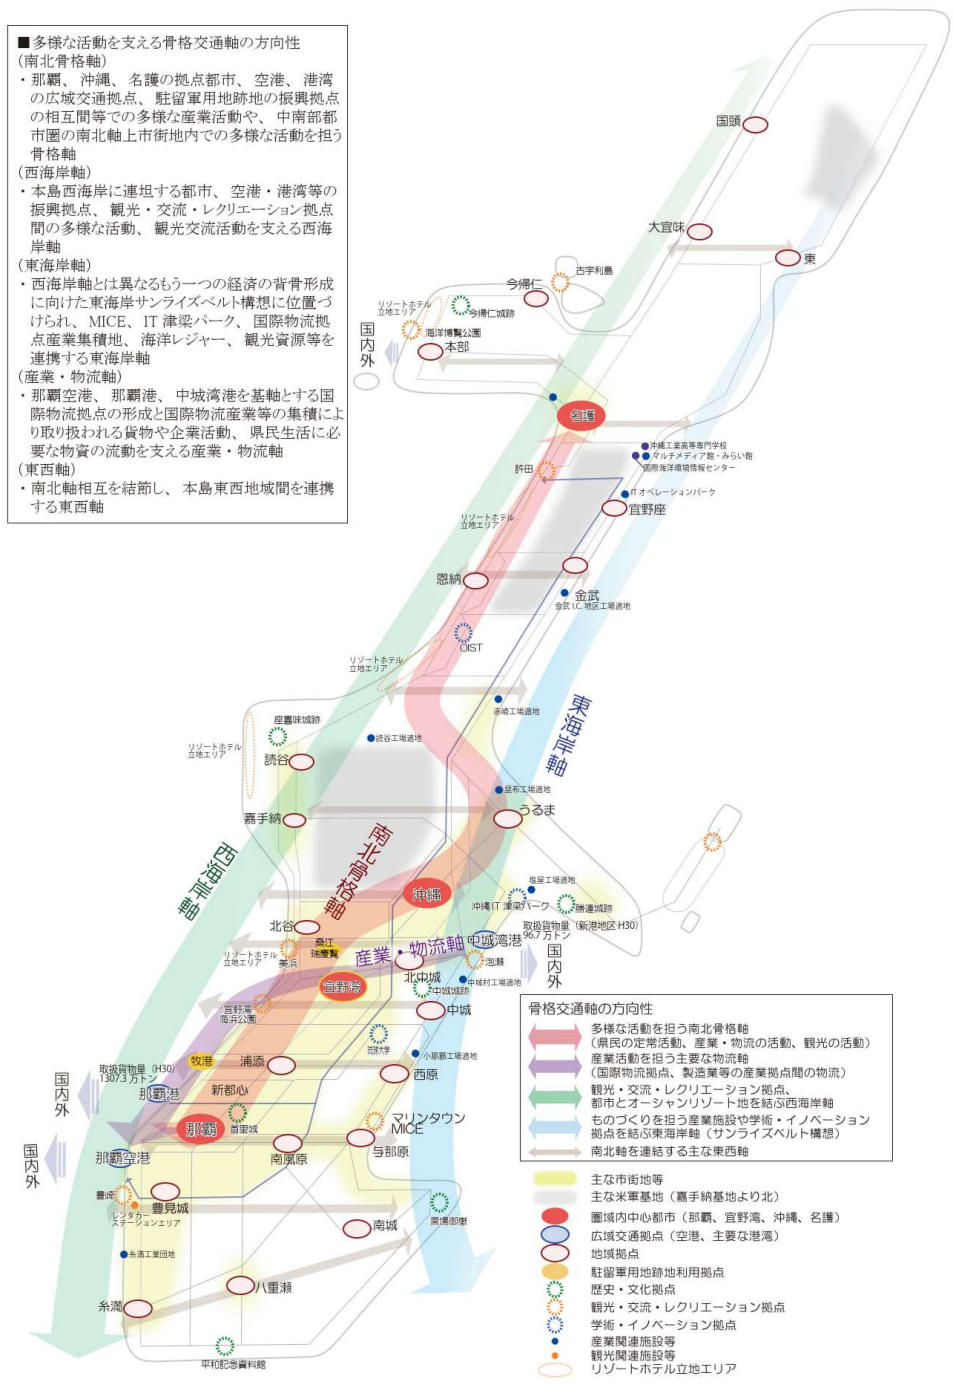 ■多様な活動を支える骨格交通軸の方向性
(南北骨格軸)
・那覇、沖縄、名護の拠点都市、空港、港湾
の広域交通拠点、駐留軍用地跡地の振興拠点
の相互間等での多様な産業活動や、中南部都
市圏の南北軸上市街地内での多様な活動を担う
骨格軸
(西海岸軸)
・本島西海岸に連坦する都市、空港・港湾等の
振興拠点、観光・交流・レクリエーション拠点
間の多様な活動、観光交流活動を支える西海
岸軸
(東海岸軸)
・西海岸軸とは異なるもう一つの経済の背骨形成
に向けた東海岸サンライズベルト構想に位置づ
けられ、MICE、IT津梁パーク、国際物流拠
点産業集積地、海洋レジャー、観光資源等を
連携する東海岸軸
(産業・物流軸)
・那覇空港、那覇港、中城湾港を基軸とする国
際物流拠点の形成と国際物流産業等の集積によ
り取り扱われる貨物や企業活動、県民生活に必
要な物資の流動を支える産業・物流軸
(東西軸)
・南北軸相互を結節し、本島東西地域間を連携
する東西軸
国頭
大宜味
東
古宇利島
今帰仁
今帰仁城跡
リゾートホテル
立地エリア
海洋博覧公園
本部
国内外
名護
沖縄工業高等専門学校
マルチメディア館・みらい館
国際海洋環境情報センター
許田
ITオペレーションパーク
宜野座
リゾートホテル
立地エリア
恩納
金武
金武I.C.地区工場適地
OIST
リゾートホテル
立地エリア
赤崎工場適地
東海岸軸
座喜味城跡
リゾートホテル
立地エリア
読谷工場適地
読谷
昆布工場適地
うるま
嘉手納
南北骨格軸
西海岸軸
沖縄
塩屋工場適地
沖縄IT津梁パーク
勝連城跡
取扱貨物量(新港地区H30)
96.7万トン
北谷
桑江
瑞慶覧
産業・物流軸
中城湾港
国内外
リゾートホテル
立地エリア
美浜
泡瀬
北中城
宜野湾
中城城跡
中城村工場適地
宜野湾
海浜公園
中城
琉球大学
小那覇工場適地
牧港
浦添
西原
取扱貨物量(H30)
1307.3万トン
国内外
那覇港
新都心
マリンタウン
MICE
首里城
那覇
国内外
那覇空港
南風原
与那原
豊崎
豊見城
レンタカー
ステーションエリア
南城
斎場御嶽
糸満工業団地
八重瀬
糸満
平和記念資料館
骨格交通軸の方向性
多様な活動を担う南北骨格軸
(県民の定常活動、産業・物流の活動、観光の活動)
産業活動を担う主要な物流軸
(国際物流拠点、製造業等の産業拠点間の物流)
観光・交流・レクリエーション拠点、
都市とオーシャンリゾート地を結ぶ西海岸軸
ものづくりを担う産業施設や学術・イノベーション
拠点を結ぶ東海岸軸(サンライズベルト構想)
南北軸を連結する主な東西軸
主な市街地等
主な米軍基地(嘉手納基地より北)
圏域内中心都市(那覇、宜野湾、沖縄、名護)
広域交通拠点(空港、主要な港湾)
地域拠点
駐留軍用地跡地利用拠点
歴史・文化拠点
観光・交流・レクリエーション拠点
学術・イノベーション拠点
産業関連施設等
観光関連施設等
リゾートホテル立地エリア